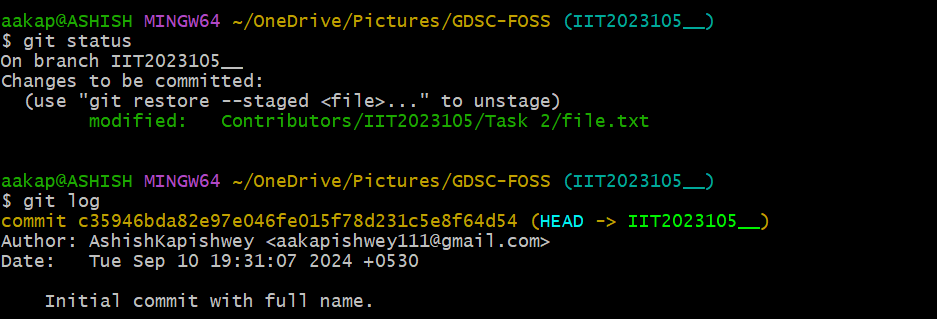 aakap@ASHISH MINGW64 ~/OneDrive/Pictures/GDSC-FOSS (IIT2023105__)
$ git status
On branch IIT2023105__
Changes to be committed:
  (use "git restore --staged <file>..." to unstage)
        modified:   Contributors/IIT2023105/Task 2/file.txt
aakap@ASHISH MINGW64 ~/OneDrive/Pictures/GDSC-FOSS (IIT2023105__)
$ git log
commit c35946bda82e97e046fe015f78d231c5e8f64d54 (HEAD -> IIT2023105__)
Author: AshishKapishwey <aakapishwey111@gmail.com>
Date:   Tue Sep 10 19:31:07 2024 +0530
    Initial commit with full name.